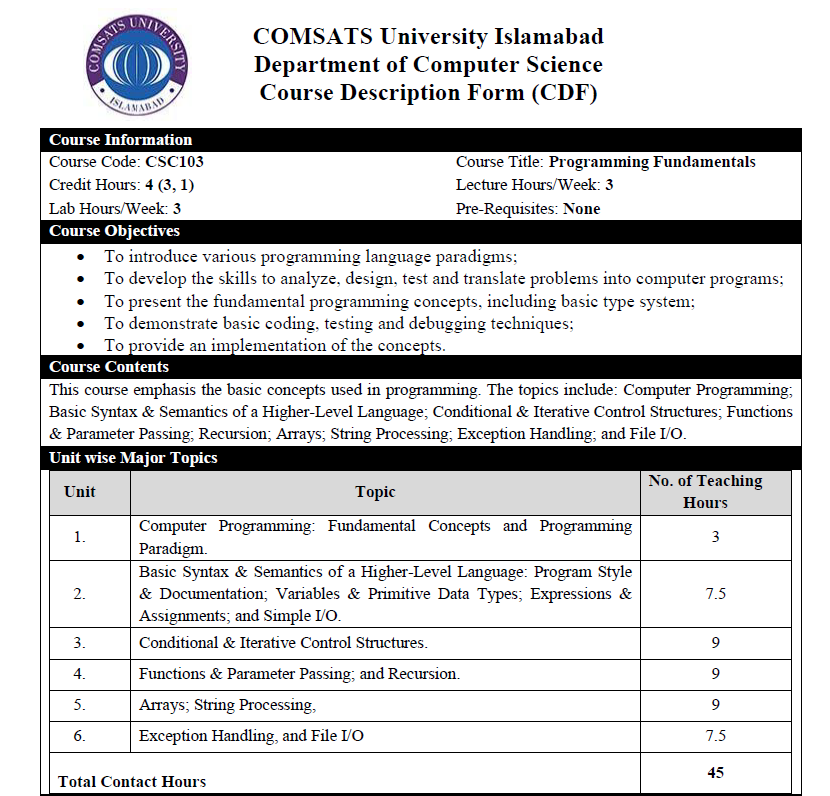 COMSATS UNIVERSITY
ISLAMABAD
COMSATS University Islamabad
Department of Computer Science
Course Description Form (CDF)
Course Information
Course Code: CSC103 Course Title: Programming Fundamentals
Credit Hours: 4 (3, 1) Lecture Hours/Week: 3
Lab Hours/Week: 3 Pre-Requisites: None
Course Objectives
• To introduce various programming language paradigms;
• To develop the skills to analyze, design, test and translate problems into computer programs;
• To present the fundamental programming concepts, including basic type system;
• To demonstrate basic coding, testing and debugging techniques;
• To provide an implementation of the concepts.
Course Contents
This course emphasis the basic concepts used in programming. The topics include: Computer Programming;
Basic Syntax & Semantics of a Higher-Level Language; Conditional & Iterative Control Structures; Functions
& Parameter Passing; Recursion; Arrays; String Processing; Exception Handling; and File I/O.
Unit wise Major Topics
Unit Topic No. of Teaching
Hours
1. Computer Programming: Fundamental Concepts and Programming
Paradigm. 3
2. Basic Syntax & Semantics of a Higher-Level Language: Program Style
& Documentation; Variables & Primitive Data Types; Expressions & 7.5
Assignments; and Simple I/O.
3. Conditional & Iterative Control Structures. 9
4. Functions & Parameter Passing; and Recursion. 9
5. Arrays; String Processing, 9
6. Exception Handling, and File I/O 7.5
Total Contact Hours 45